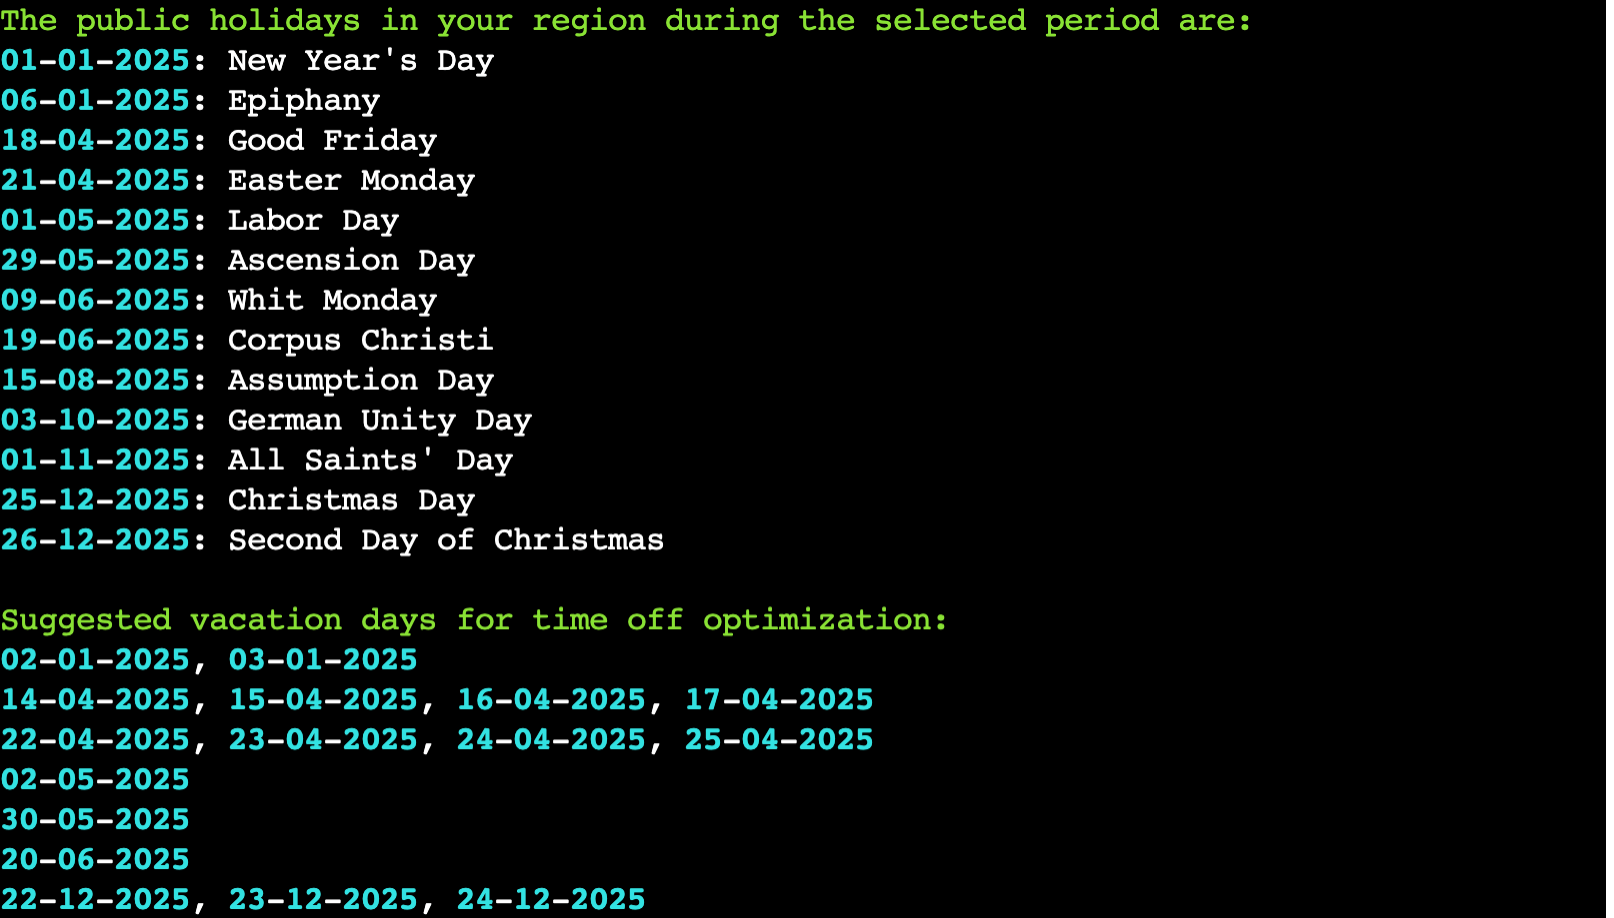 The public holidays in your region during the selected period are:
01-01-2025: New Year's Day
06-01-2025: Epiphany
18-04-2025: Good Friday
21-04-2025: Easter Monday
01-05-2025: Labor Day
29-05-2025: Ascension Day
09-06-2025: Whit Monday
19-06-2025: Corpus Christi
15-08-2025: Assumption Day
03-10-2025: German Unity Day
01-11-2025: All Saints' Day
25-12-2025: Christmas Day
26-12-2025: Second Day of Christmas
Suggested vacation days for time off optimization:
02-01-2025, 03-01-2025
14-04-2025, 15-04-2025, 16-04-2025, 17-04-2025
22-04-2025, 23-04-2025, 24-04-2025, 25-04-2025
02-05-2025
30-05-2025
20-06-2025
22-12-2025, 23-12-2025, 24-12-2025